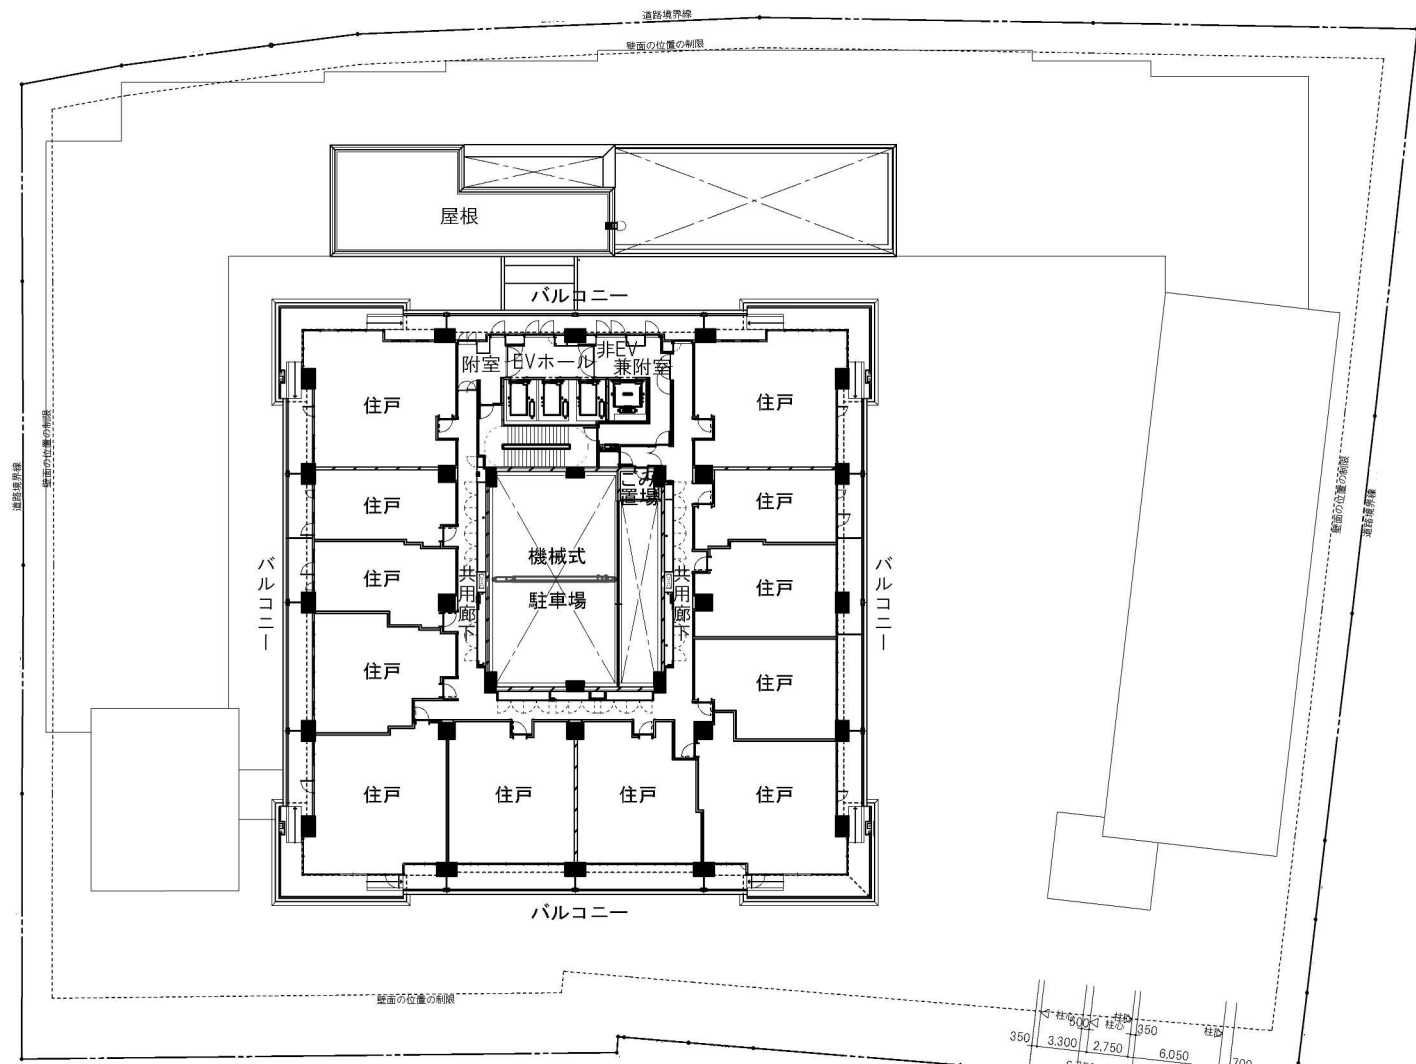 道路境界線
壁面の位置の制限
屋根
バルコニー
附室
EVホール
非EV
兼附室
住戸
住戸
ごみ
置場
住戸
住戸
機械式
駐車場
住戸
住戸
共用廊下
共用廊下
バルコニー
バルコニー
住戸
住戸
住戸
住戸
住戸
住戸
バルコニー
道路境界線
壁面の位置の制限
壁面の位置の制限
道路境界線
壁面の位置の制限
柱心
500
柱心
350
350
3,300
2,750
6,050
700